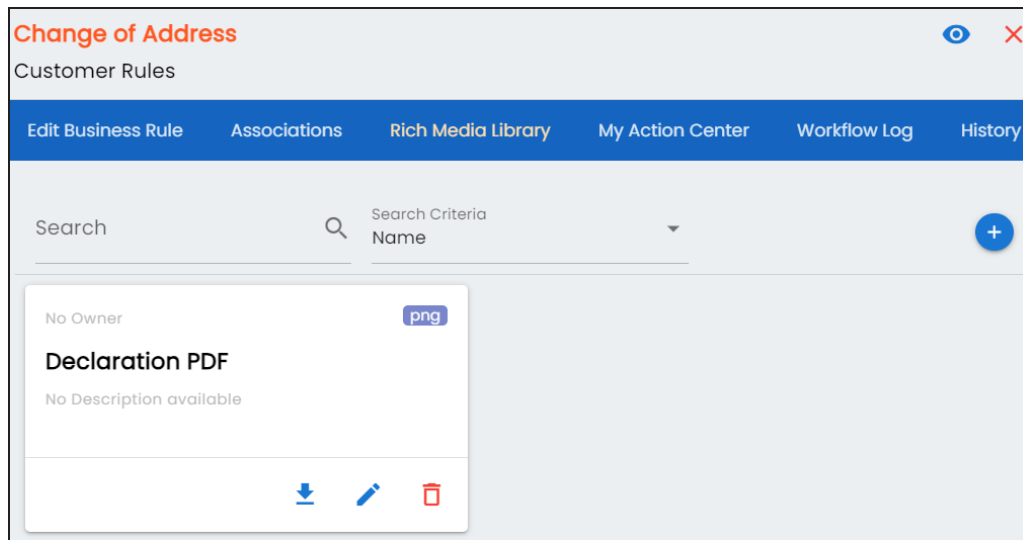 Change of Address
Customer Rules
Edit Business Rule Associations Rich Media Library My Action Center Workflow Log History
Search Criteria
Search Name
No Owner png
Declaration PDF
No Description available